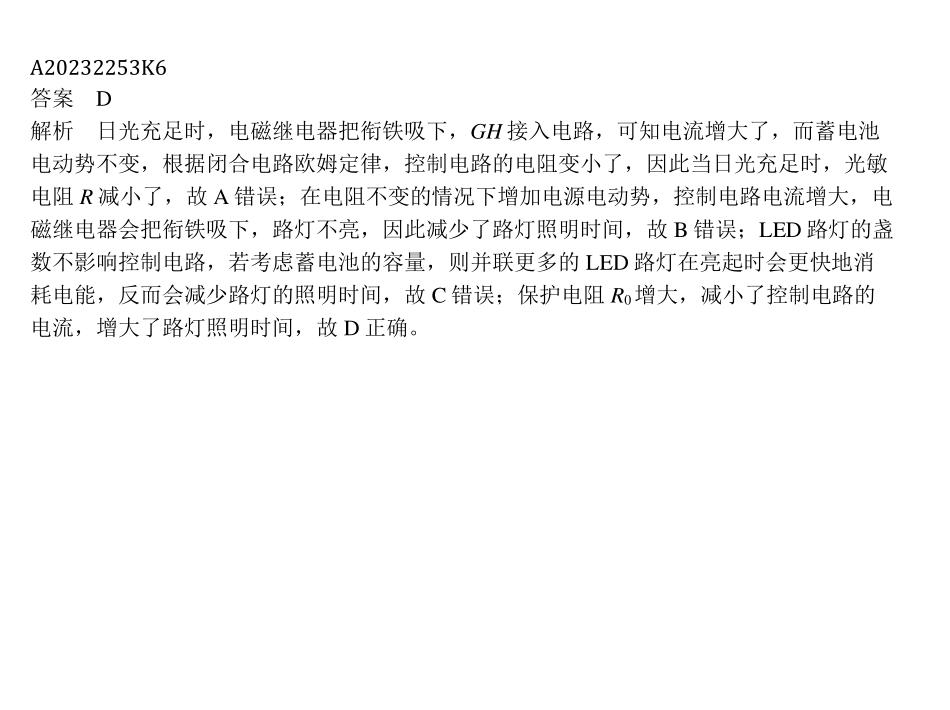 A20232253K6
答案 D
解析 日光充足时，电磁继电器把衔铁吸下，GH 接入电路，可知电流增大了，而蓄电池
电动势不变，根据闭合电路欧姆定律，控制电路的电阻变小了，因此当日光充足时，光敏
电阻 R 减小了，故 A 错误；在电阻不变的情况下增加电源电动势，控制电路电流增大，电
磁继电器会把衔铁吸下，路灯不亮，因此减少了路灯照明时间，故 B 错误；LED 路灯的盏
数不影响控制电路，若考虑蓄电池的容量，则并联更多的 LED 路灯在亮起时会更快地消
耗电能，反而会减少路灯的照明时间，故 C 错误；保护电阻 R₀增大，减小了控制电路的
电流，增大了路灯照明时间，故 D 正确。